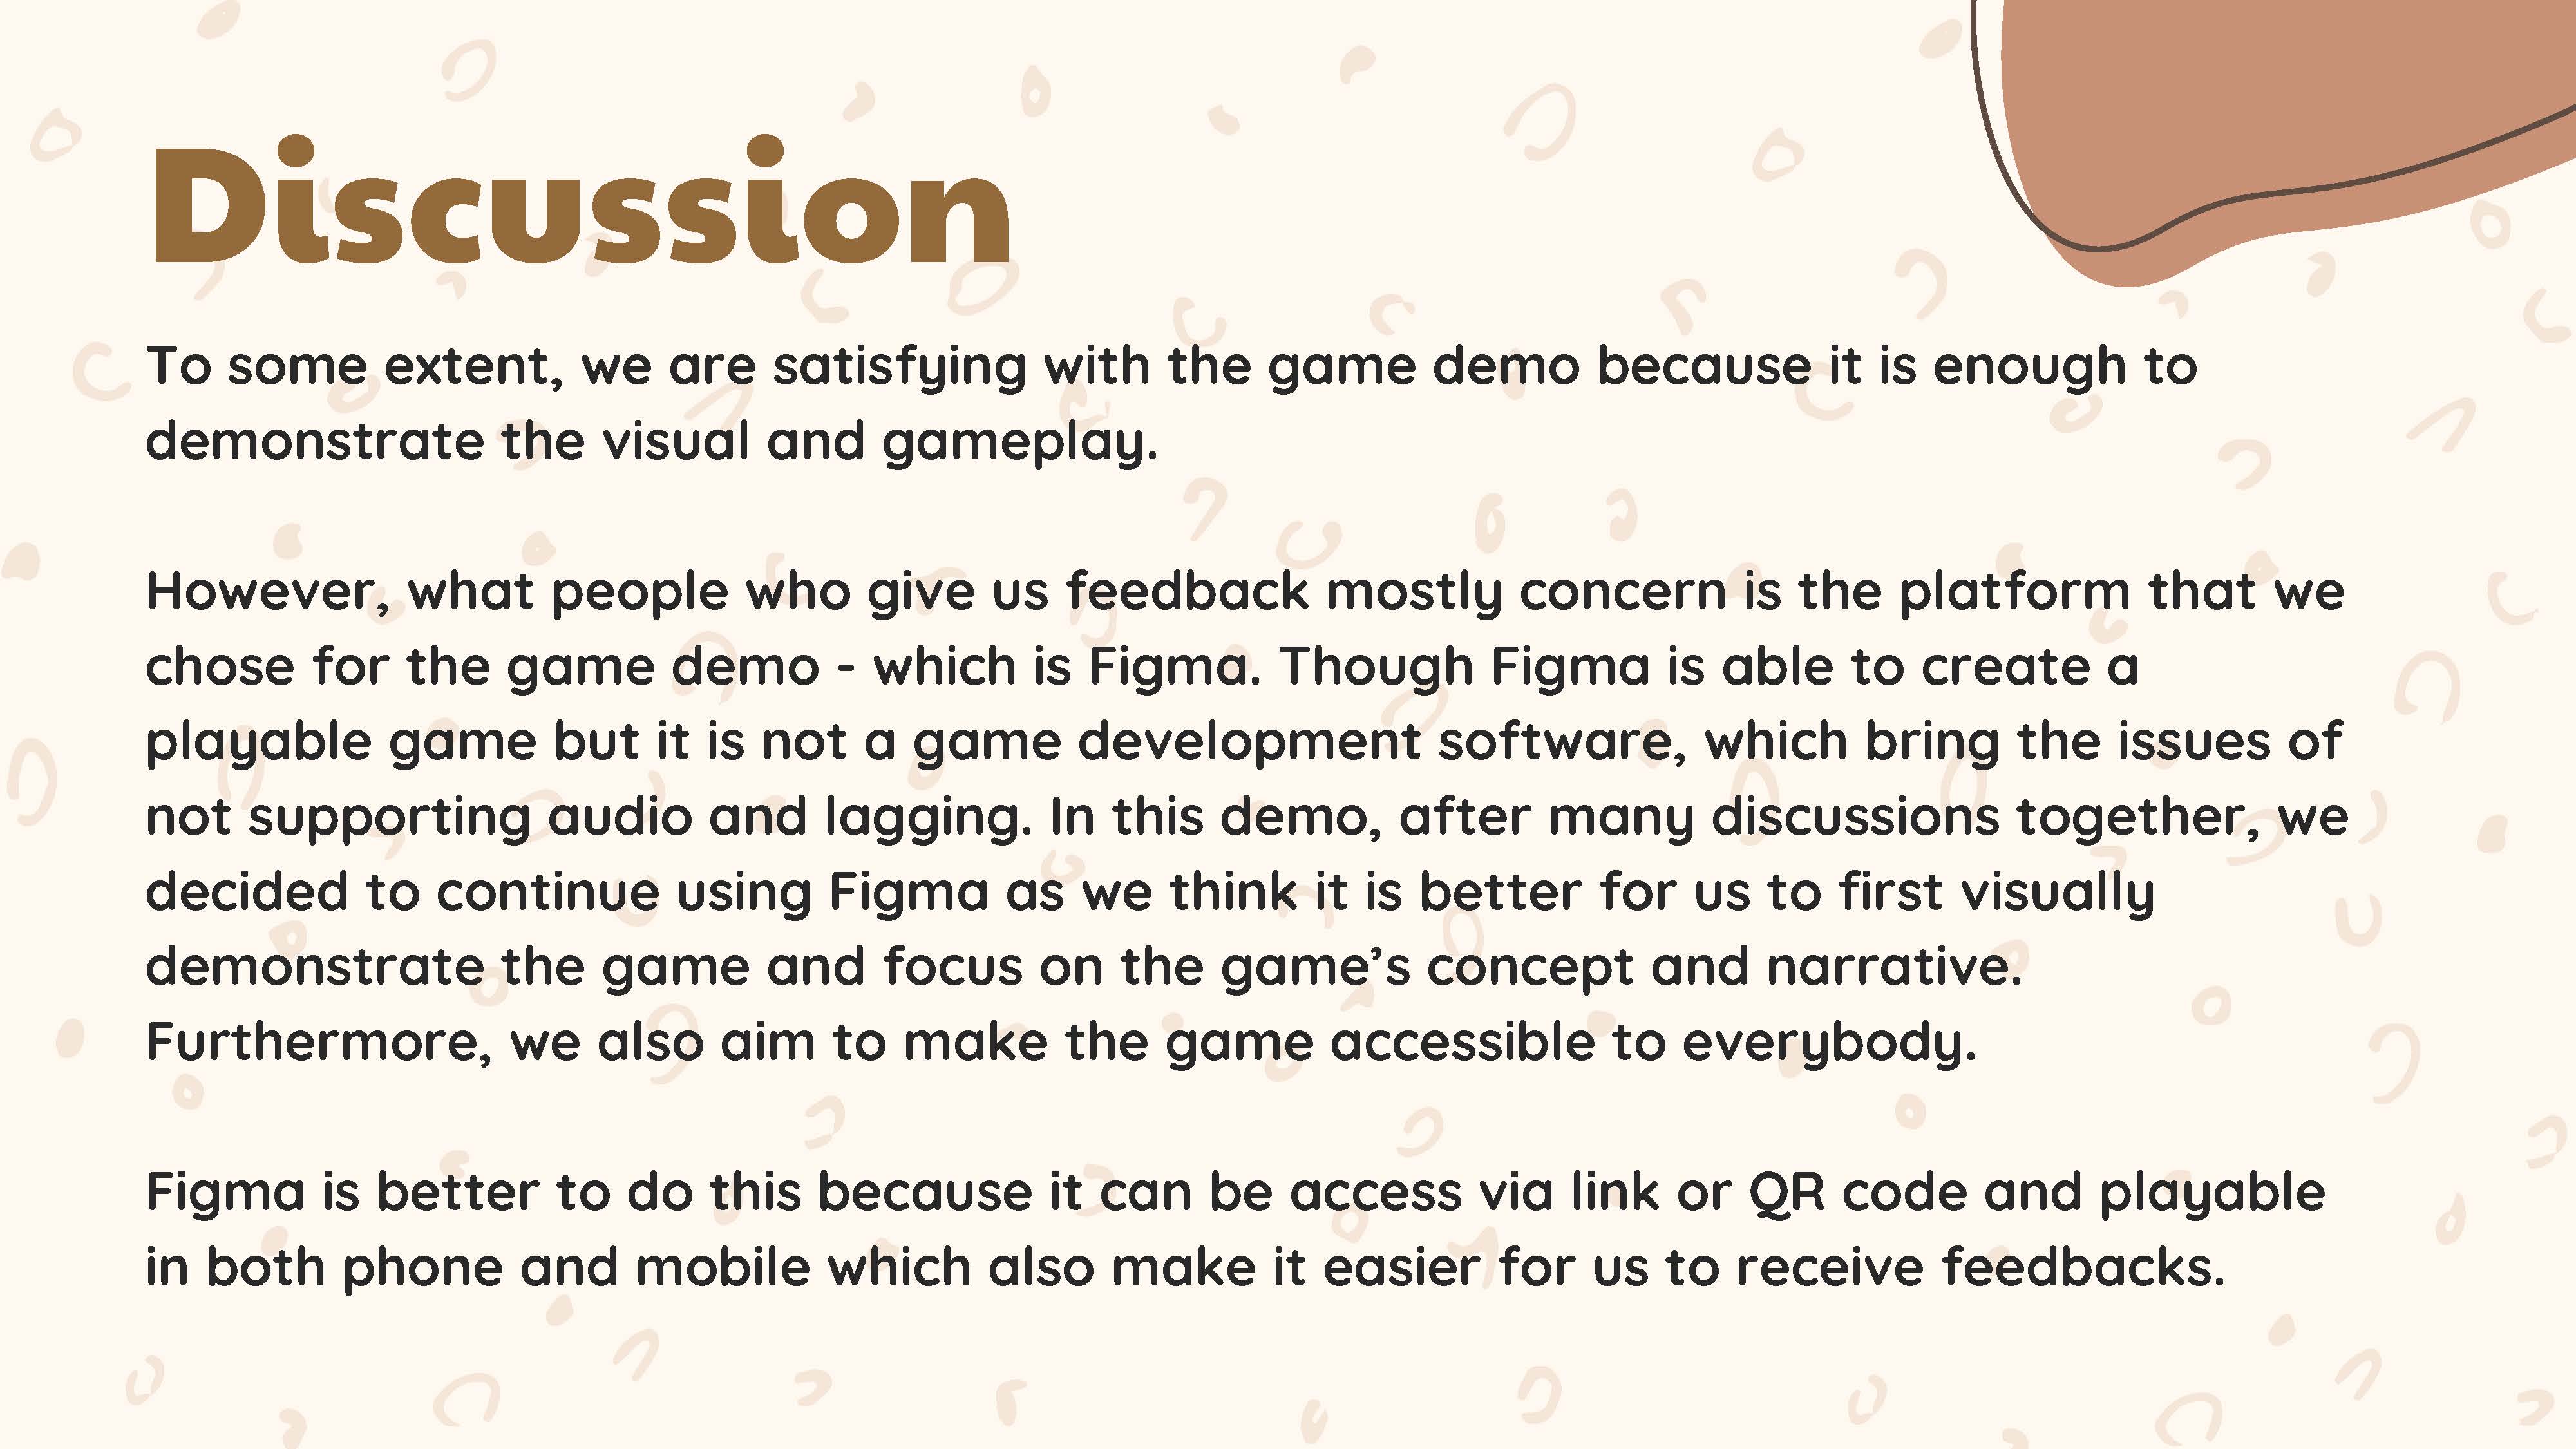 Discussion
To some extent, we are satisfying with the game demo because it is enough to
demonstrate the visual and gameplay.
However, what people who give us feedback mostly concern is the platform that we
chose for the game demo - which is Figma. Though Figma is able to create a
playable game but it is not a game development software, which bring the issues of
not supporting audio and lagging. In this demo, after many discussions together, we
decided to continue using Figma as we think it is better for us to first visually
demonstrate the game and focus on the game’s concept and narrative.
Furthermore, we also aim to make the game accessible to everybody.
Figma is better to do this because it can be access via link or QR code and playable
in both phone and mobile which also make it easier for us to receive feedbacks.